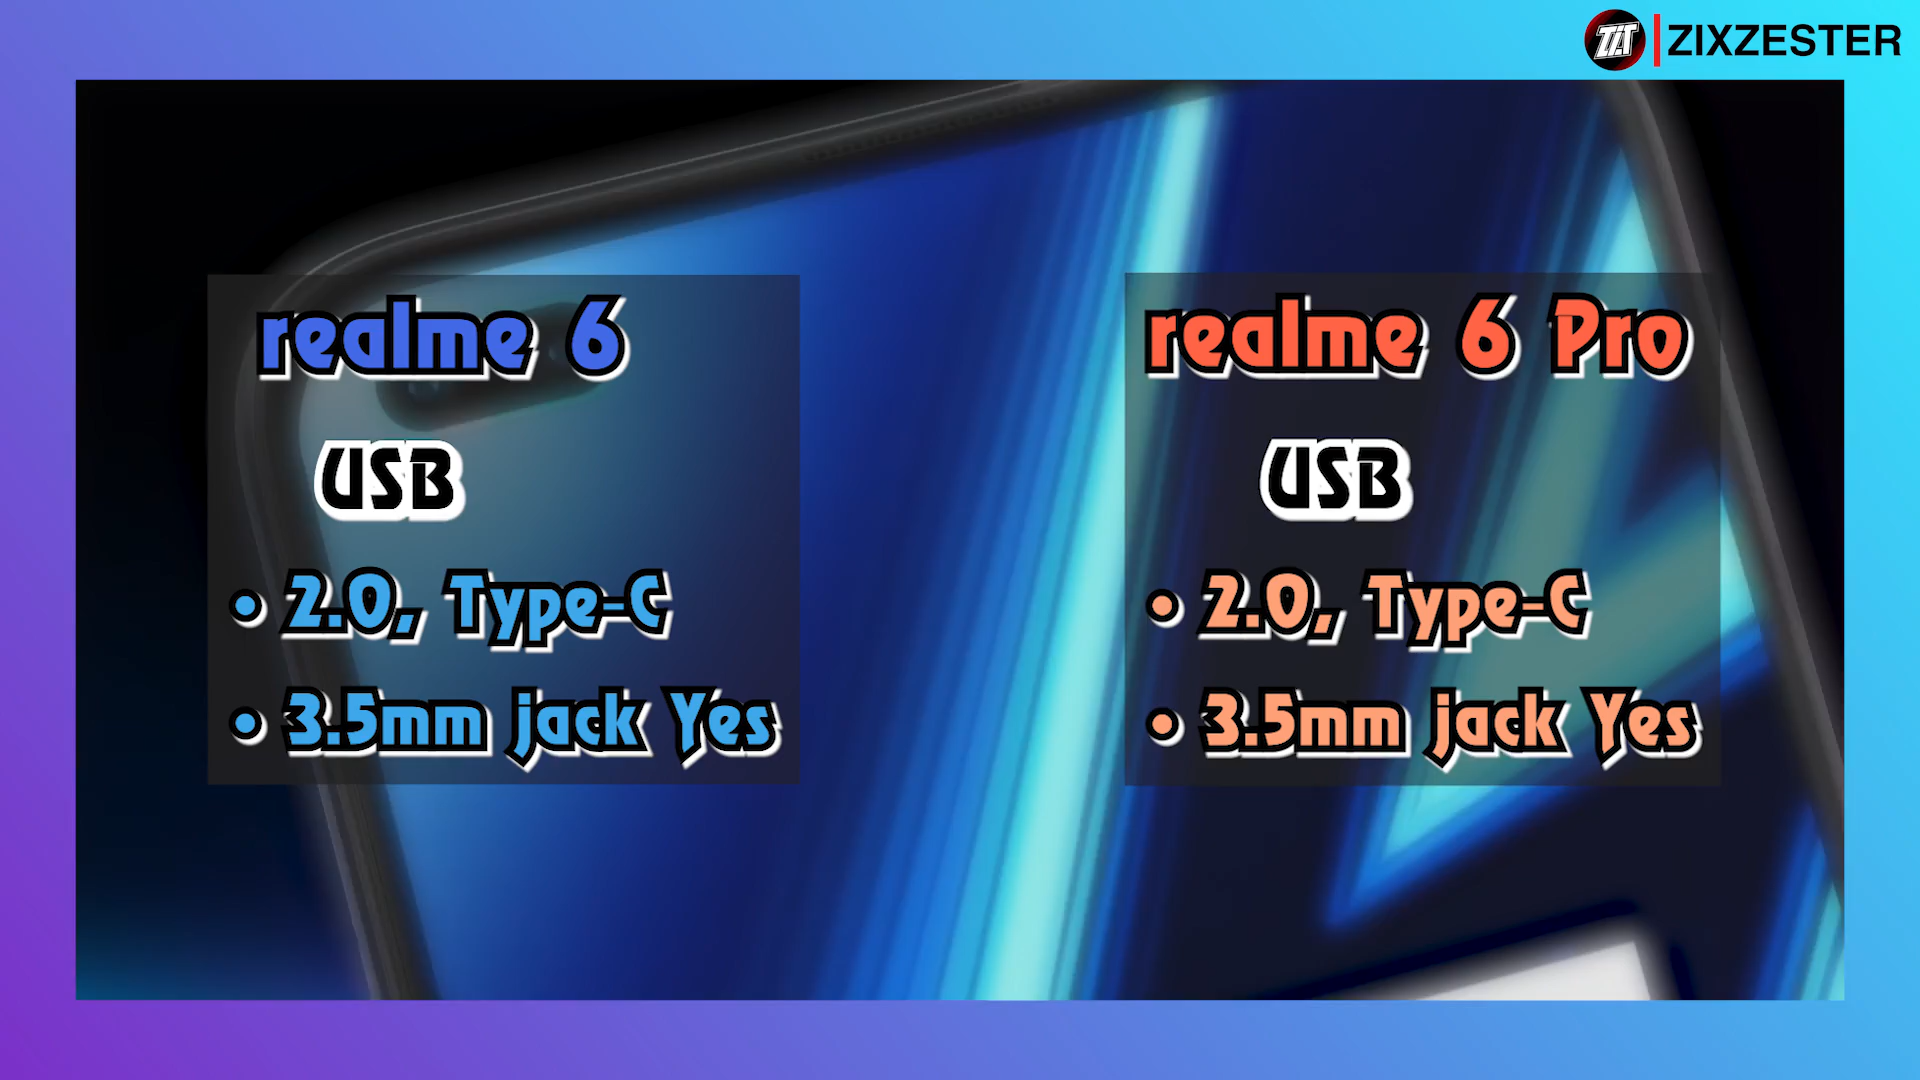 ZIXZESTER
realme 6
USB
• 2.0, Type-C
• 3.5mm jack Yes
realme 6 Pro
USB
• 2.0, Type-C
• 3.5mm jack Yes